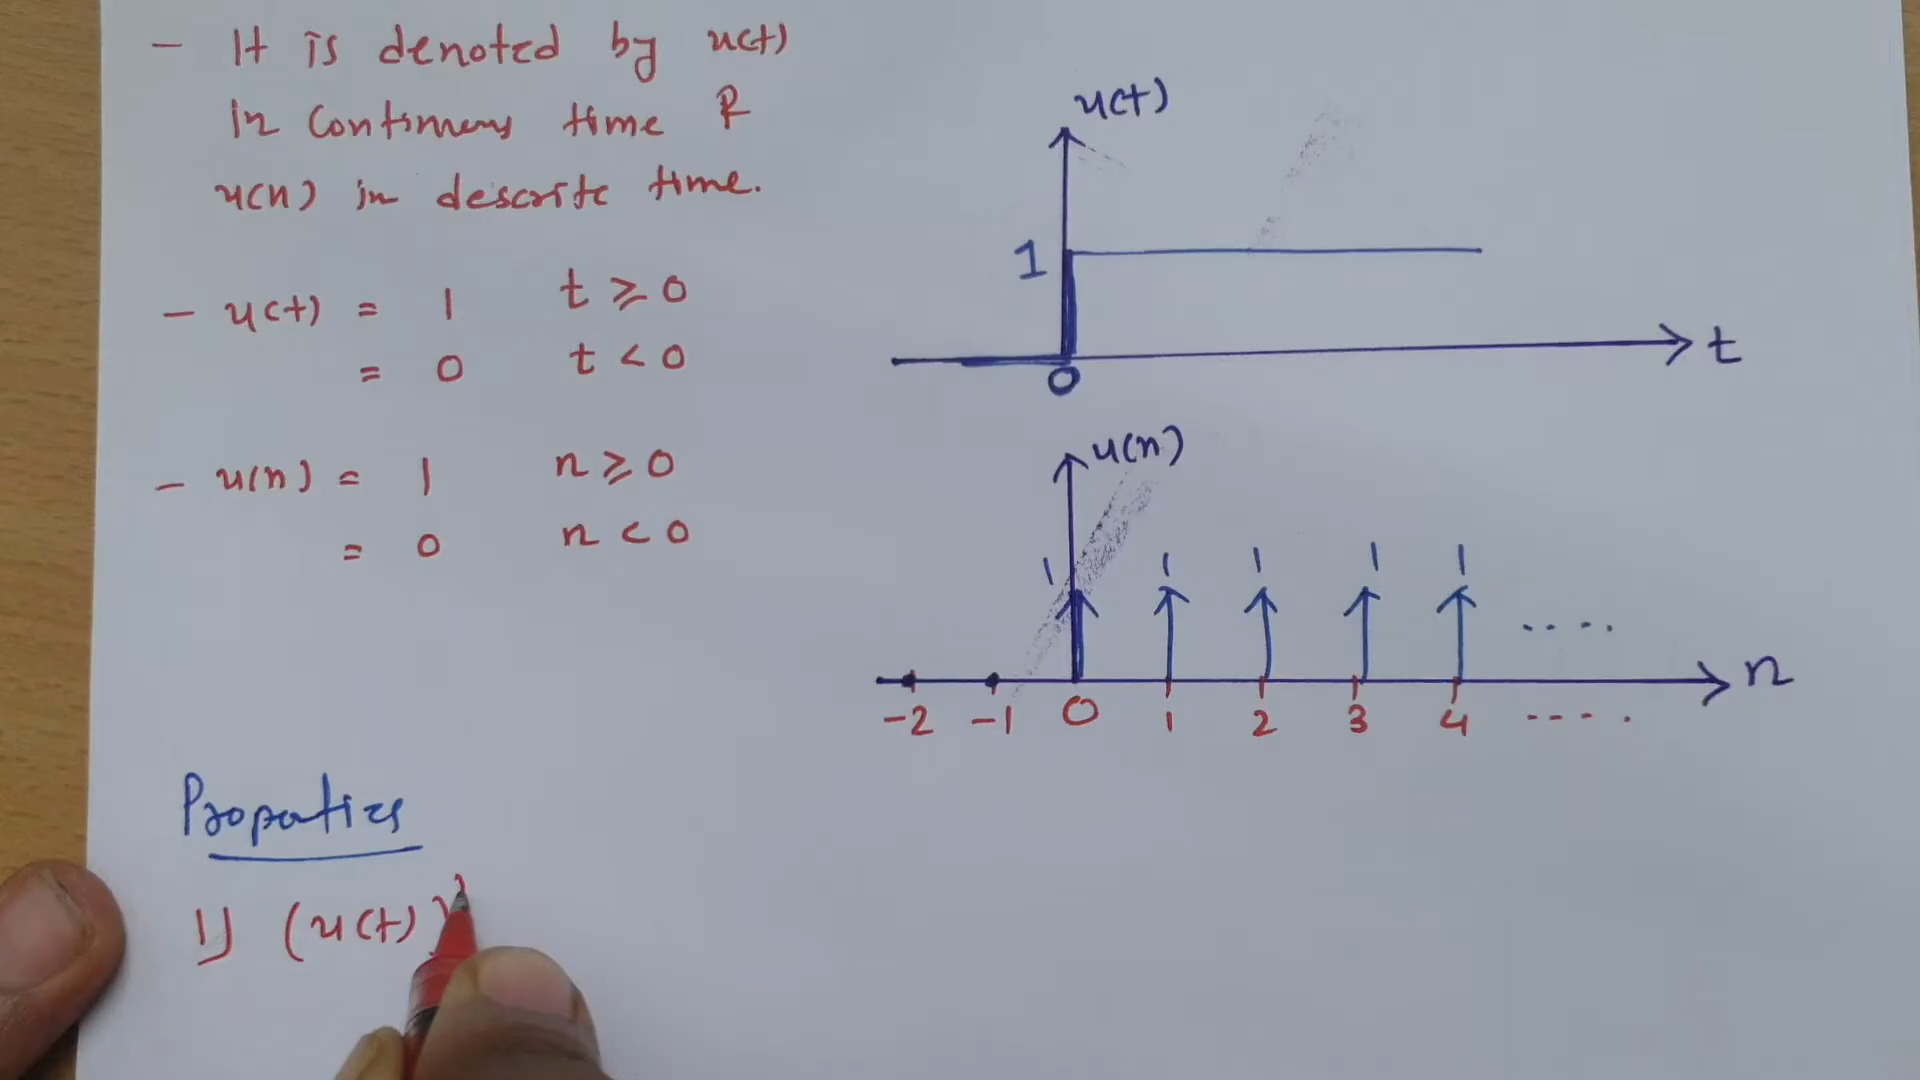 - It is denoted by u(t)
in continuous time &
u(n) in descrite time.
- u(t) = 1 t ≥ 0
= 0 t < 0
- u(n) = 1 n ≥ 0
= 0 n < 0
u(t)
1
0
t
u(n)
1 1 1 1 1 ....
n
-2 -1 0 1 2 3 4 ----.
Properties
1) (u(t))